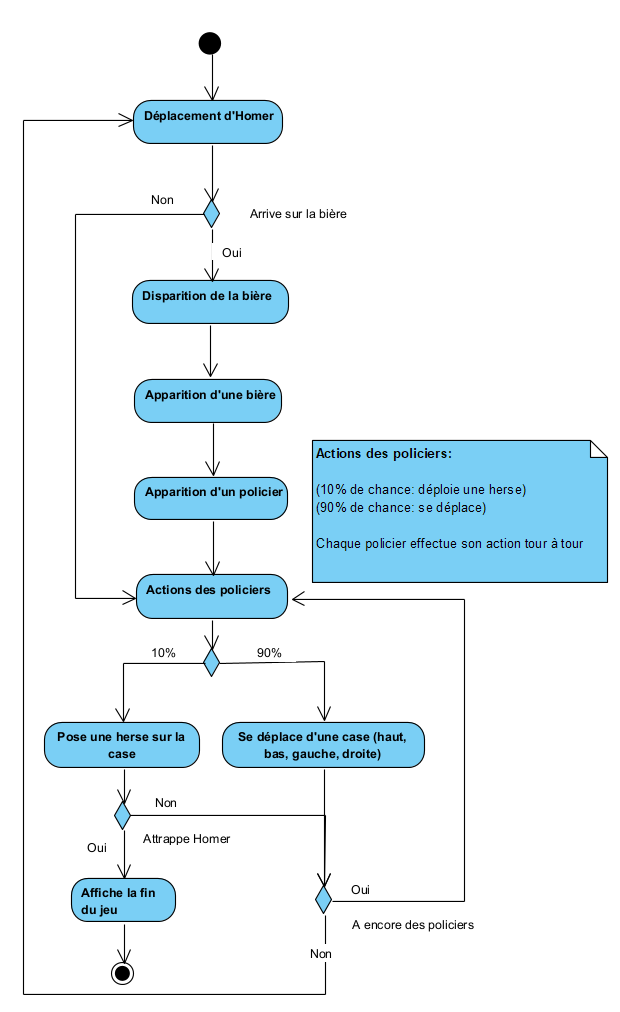 Déplacement d'Homer
Non
Arrive sur la bière
Oui
Disparition de la bière
Apparition d'une bière
Apparition d'un policier
Actions des policiers:
(10% de chance: déploie une herse)
(90% de chance: se déplace)
Chaque policier effectue son action tour à tour
Actions des policiers
10%
90%
Pose une herse sur la
case
Se déplace d'une case (haut,
bas, gauche, droite)
Non
Attrappe Homer
Oui
Affiche la fin
du jeu
Oui
A encore des policiers
Non